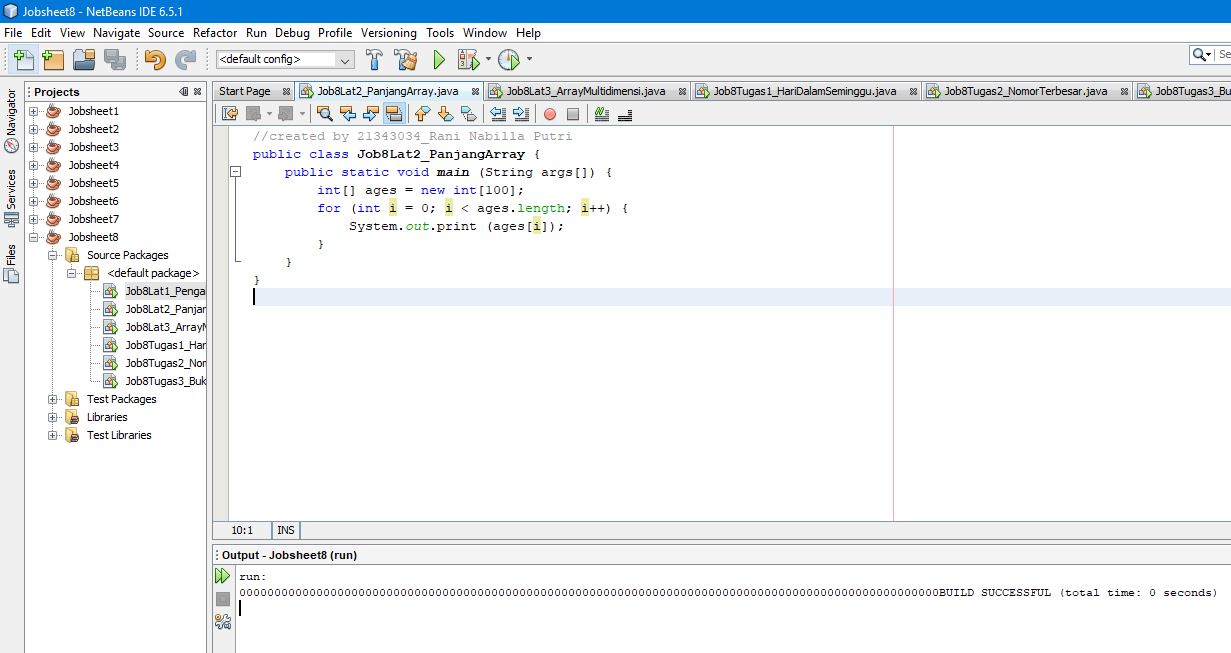 Jobsheet8 - NetBeans IDE 6.5.1
File Edit View Navigate Source Refactor Run Debug Profile Versioning Tools Window Help
<default config>
Se
Navigator
Services
Files
Projects
Jobsheet1
Jobsheet2
Jobsheet3
Jobsheet4
Jobsheet5
Jobsheet6
Jobsheet7
Jobsheet8
Source Packages
<default package>
Job8Lat1_Penga
Job8Lat2_Panjar
Job8Lat3_ArrayM
Job8Tugas1_Har
Job8Tugas2_Nor
Job8Tugas3_Buk
Test Packages
Libraries
Test Libraries
Start Page Job8Lat2_PanjangArray.java Job8Lat3_ArrayMultidimensi.java Job8Tugas1_HariDalamSeminggu.java Job8Tugas2_NomorTerbesar.java Job8Tugas3_Bu
//created by 21343034_Rani Nabilla Putri
public class Job8Lat2_PanjangArray {
public static void main (String args[]) {
int[] ages = new int[100];
for (int i = 0; i < ages.length; i++) {
System.out.print (ages[i]);
}
}
}
10:1 INS
Output - Jobsheet8 (run)
run:
0000000000000000000000000000000000000000000000000000000000000000000000000000000000000000000000000000BUILD SUCCESSFUL (total time: 0 seconds)